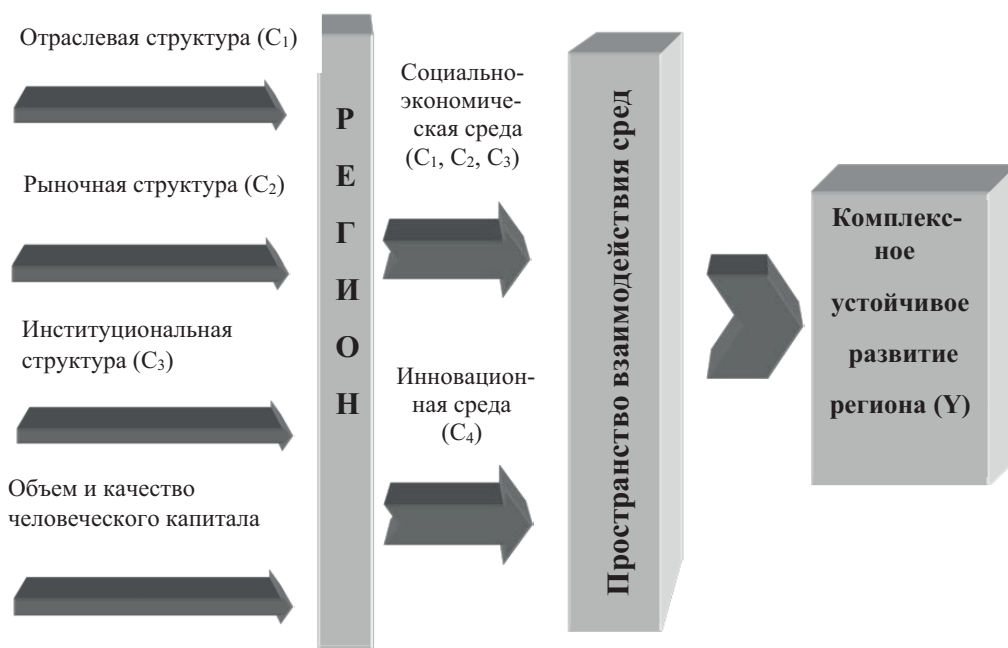 Отраслевая структура (C₁)
Рыночная структура (C₂)
Институциональная
структура (C₃)
Объем и качество
человеческого капитала
РЕГИОН
Социально-
экономиче-
ская среда
(C₁, C₂, C₃)
Инновацион-
ная среда
(C₄)
Пространство взаимодействия сред
Комплекс-
ное
устойчивое
развитие
региона (Y)